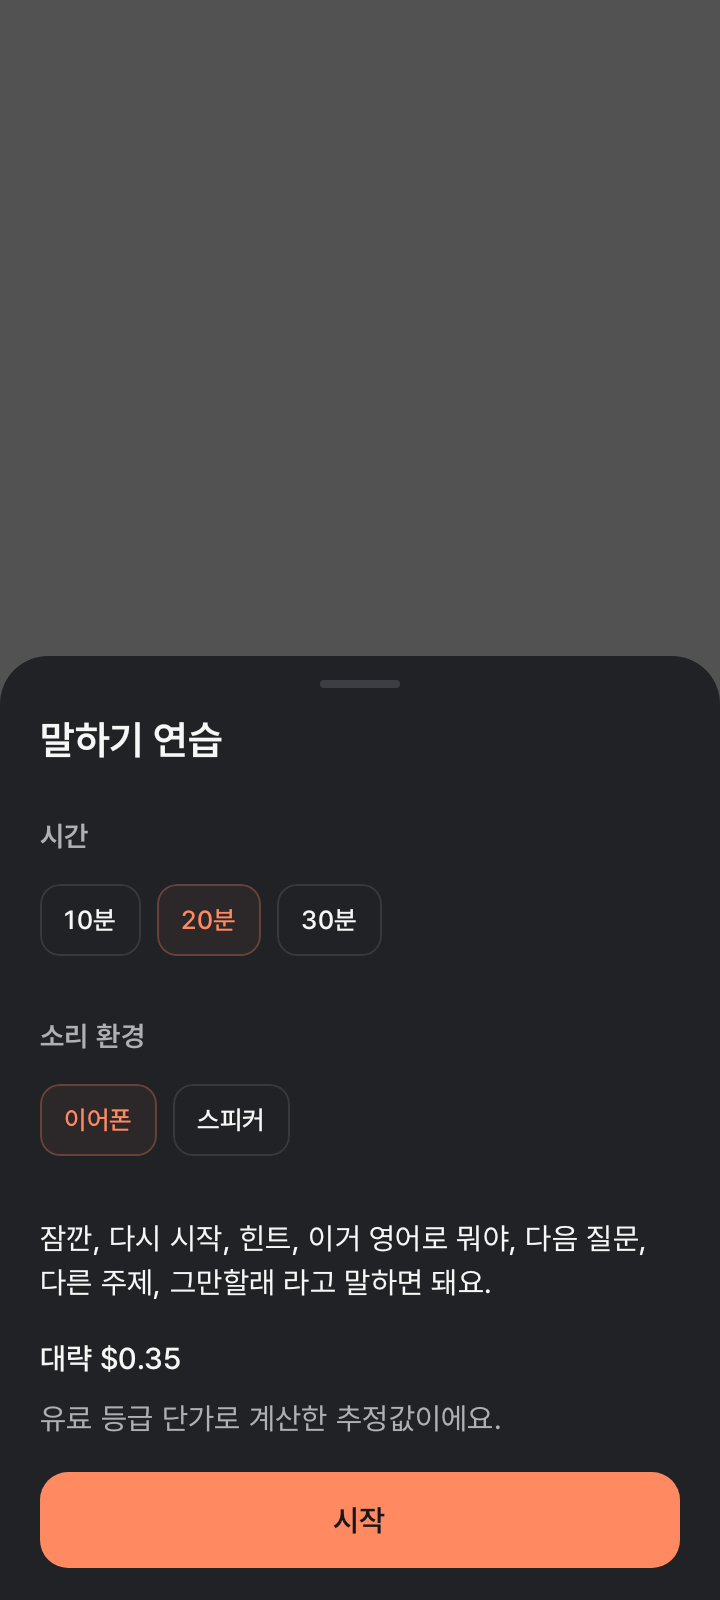 말하기 연습
시간
10분 20분 30분
소리 환경
이어폰 스피커
잠깐, 다시 시작, 힌트, 이거 영어로 뭐야, 다음 질문,
다른 주제, 그만할래 라고 말하면 돼요.
대략 $0.35
유료 등급 단가로 계산한 추정값이에요.
시작